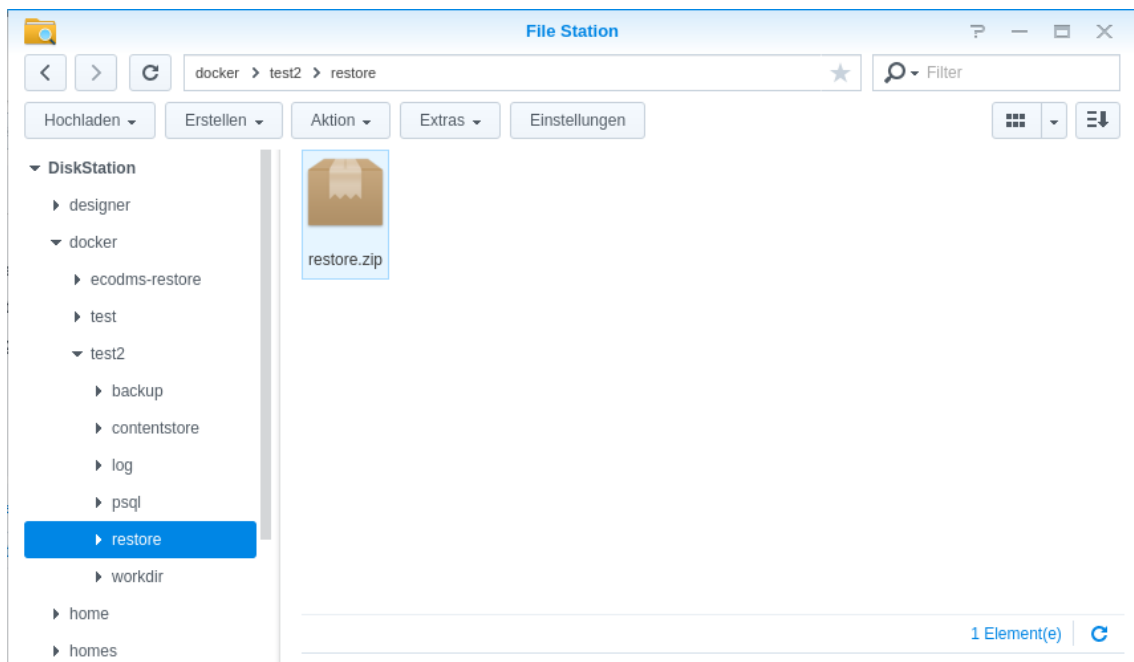 File Station
docker > test2 > restore
Filter
Hochladen Erstellen Aktion Extras Einstellungen
DiskStation
designer
docker
ecodms-restore
test
test2
backup
contentstore
log
psql
restore
workdir
home
homes
restore.zip
1 Element(e)